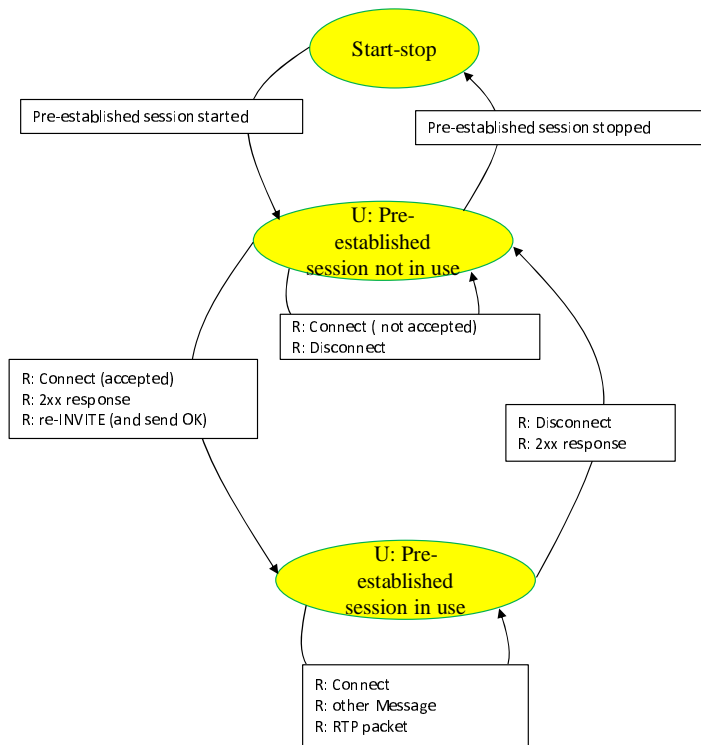 Start-stop
Pre-established session started
Pre-established session stopped
U: Pre-
established
session not in use
R: Connect ( not accepted)
R: Disconnect
R: Connect (accepted)
R: 2xx response
R: re-INVITE (and send OK)
R: Disconnect
R: 2xx response
U: Pre-
established
session in use
R: Connect
R: other Message
R: RTP packet